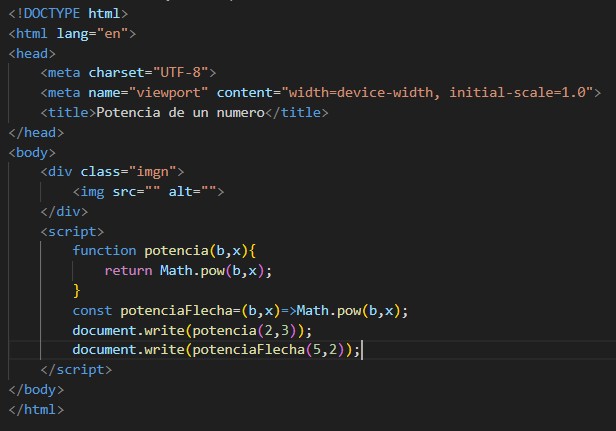 <!DOCTYPE html>
<html lang="en">
<head>
    <meta charset="UTF-8">
    <meta name="viewport" content="width=device-width, initial-scale=1.0">
    <title>Potencia de un numero</title>
</head>
<body>
    <div class="imgn">
        <img src="" alt="">
    </div>
    <script>
        function potencia(b,x){
            return Math.pow(b,x);
        }
        const potenciaFlecha=(b,x)=>Math.pow(b,x);
        document.write(potencia(2,3));
        document.write(potenciaFlecha(5,2));
    </script>
</body>
</html>